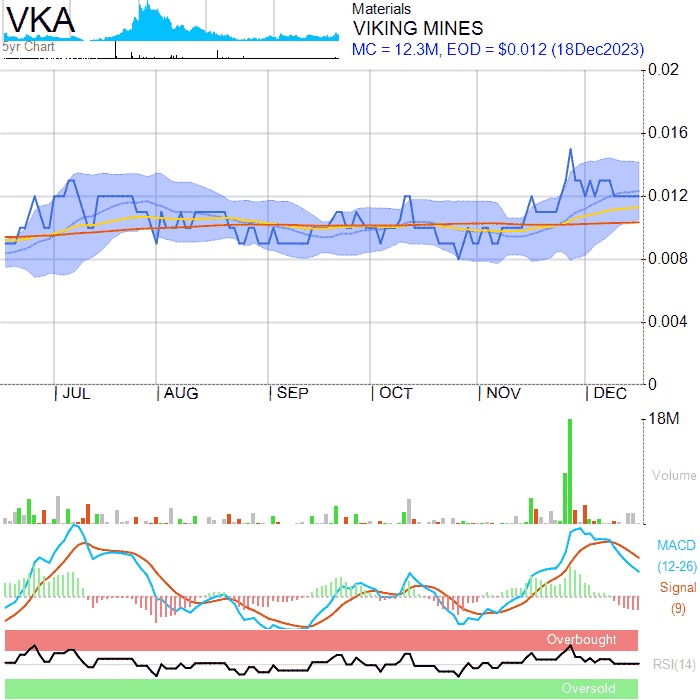 VKA
5yr Chart
Materials
VIKING MINES
MC = 12.3M, EOD = $0.012 (18Dec2023)
0.02
0.016
0.012
0.008
0.004
0
JUL AUG SEP OCT NOV DEC
18M
Volume
MACD
(12-26)
Signal
(9)
Overbought
RSI(14)
Oversold